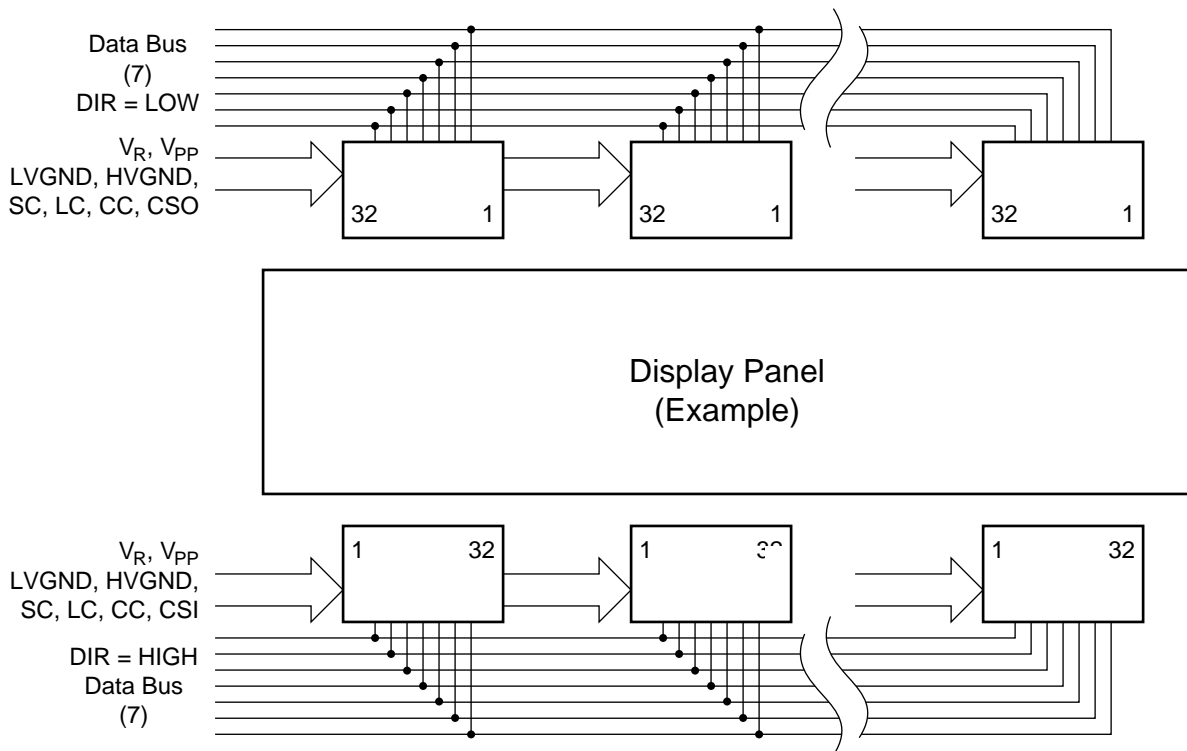 Data Bus
(7)
DIR = LOW
V_R, V_PP
LVGND, HVGND,
SC, LC, CC, CSO
32 1
32 1
32 1
Display Panel
(Example)
1 32
1
1 32
V_R, V_PP
LVGND, HVGND,
SC, LC, CC, CSI
DIR = HIGH
Data Bus
(7)